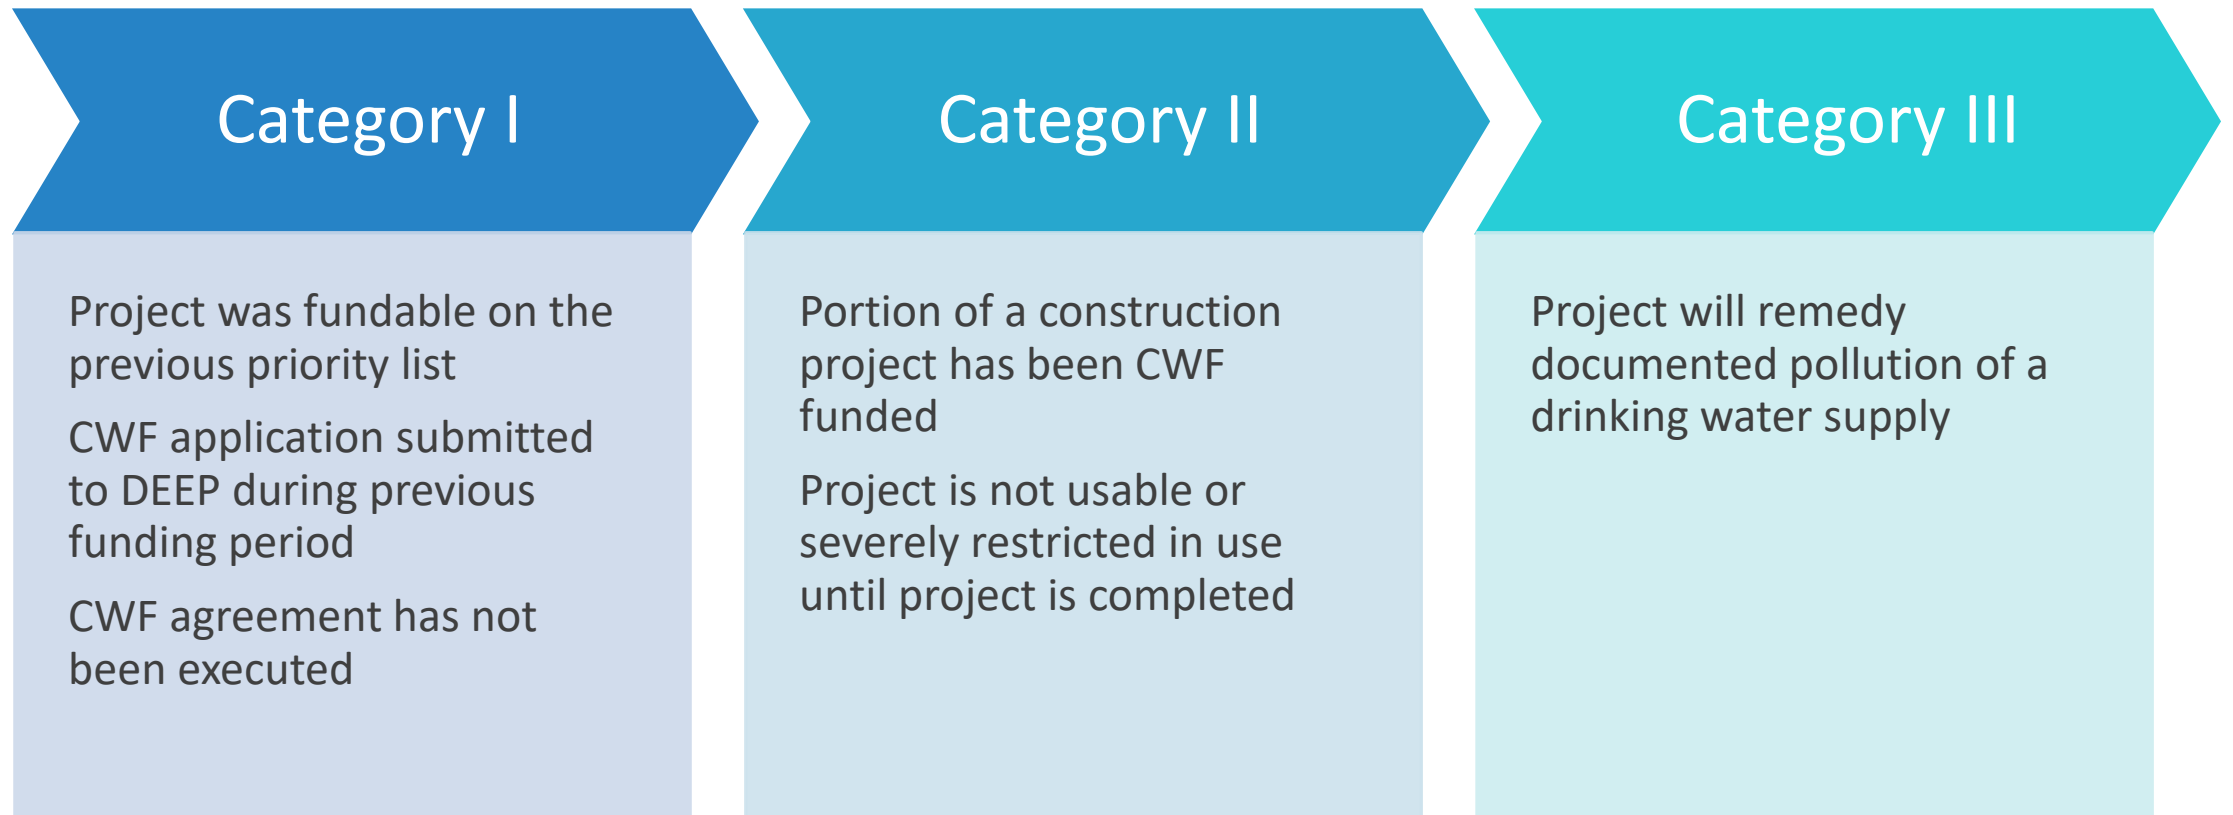 Category I
Project was fundable on the
previous priority list
CWF application submitted
to DEEP during previous
funding period
CWF agreement has not
been executed
Category II
Portion of a construction
project has been CWF
funded
Project is not usable or
severely restricted in use
until project is completed
Category III
Project will remedy
documented pollution of a
drinking water supply